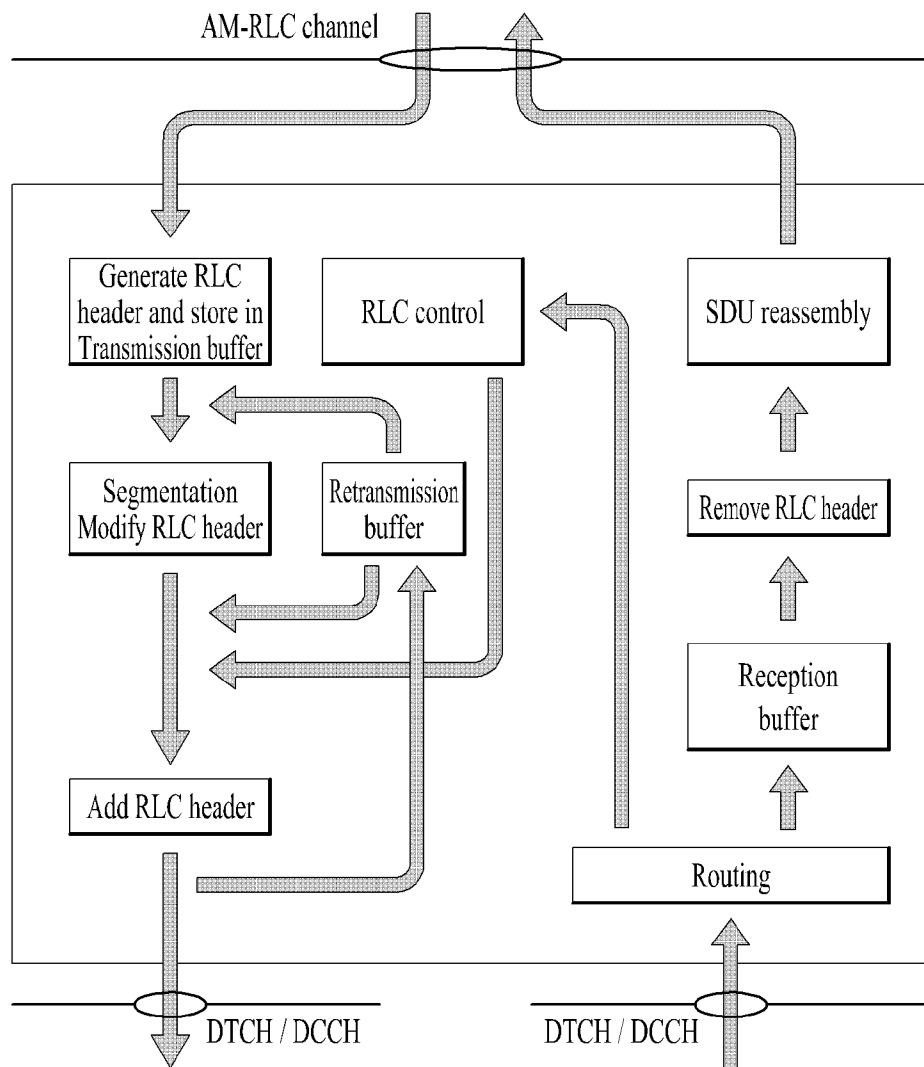 AM-RLC channel
Generate RLC
header and store in
Transmission buffer
RLC control
SDU reassembly
Segmentation
Modify RLC header
Retransmission
buffer
Remove RLC header
Reception
buffer
Add RLC header
Routing
DTCH / DCCH
DTCH / DCCH